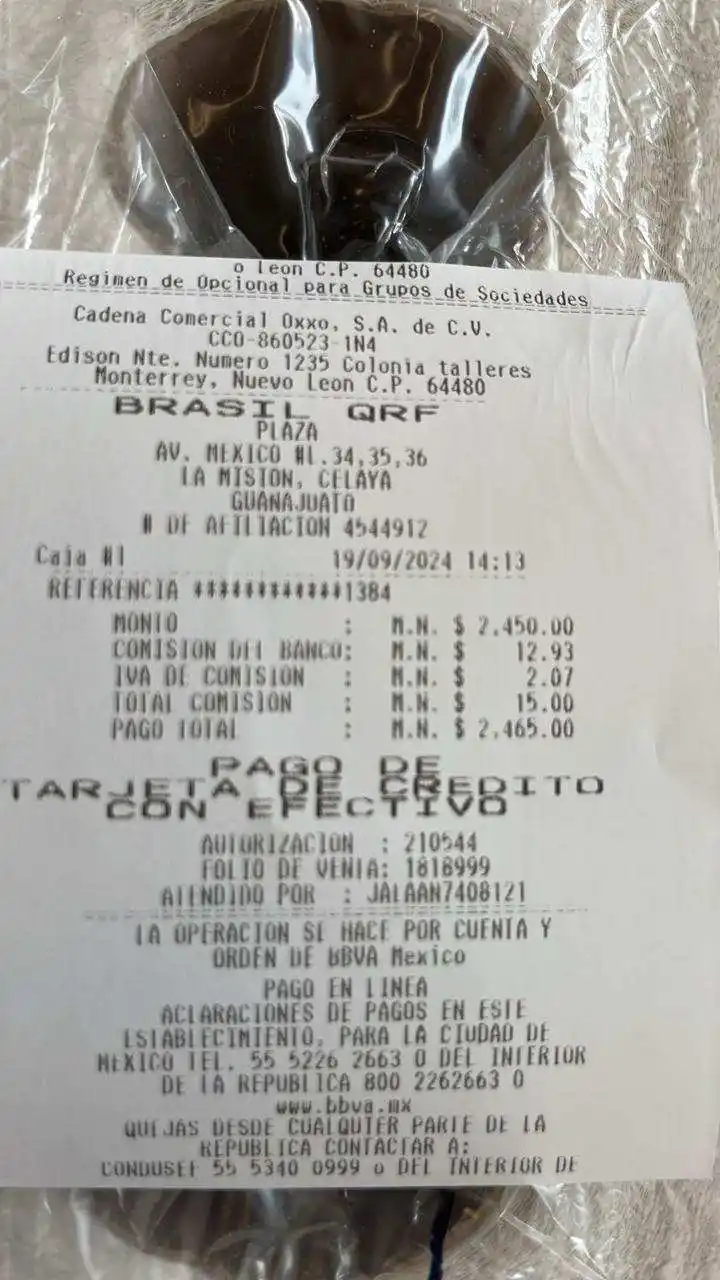 o Leon C.P. 64480
Regimen de Opcional para Grupos de Sociedades
Cadena Comercial Oxxo, S.A. de C.V.
CCO-860523-1N4
Edison Nte. Numero 1235 Colonia talleres
Monterrey, Nuevo Leon C.P. 64480
BRASIL QRF
PLAZA
AV. MEXICO #L.34,35,36
LA MISION, CELAYA
GUANAJUATO
# DE AFILIACION 4544912
Caja #1 19/09/2024 14:13
REFERENCIA ************1384
MONTO : M.N. $ 2,450.00
COMISION DEL BANCO: M.N. $ 12.93
IVA DE COMISION : M.N. $ 2.07
TOTAL COMISION : M.N. $ 15.00
PAGO TOTAL : M.N. $ 2,465.00
PAGO DE
TARJETA DE CREDITO
CON EFECTIVO
AUTORIZACION : 210544
FOLIO DE VENTA: 1818999
ATENDIDO POR : JALAAN7408121
LA OPERACION SE HACE POR CUENTA Y
ORDEN DE BBVA Mexico
PAGO EN LINEA
ACLARACIONES DE PAGOS EN ESTE
ESTABLECIMIENTO, PARA LA CIUDAD DE
MEXICO TEL. 55 5226 2663 O DEL INTERIOR
DE LA REPUBLICA 800 2262663 O
www.bbva.mx
QUEJAS DESDE CUALQUIER PARTE DE LA
REPUBLICA CONTACTAR A:
CONDUSEF 55 5340 0999 o DEL INTERIOR DE